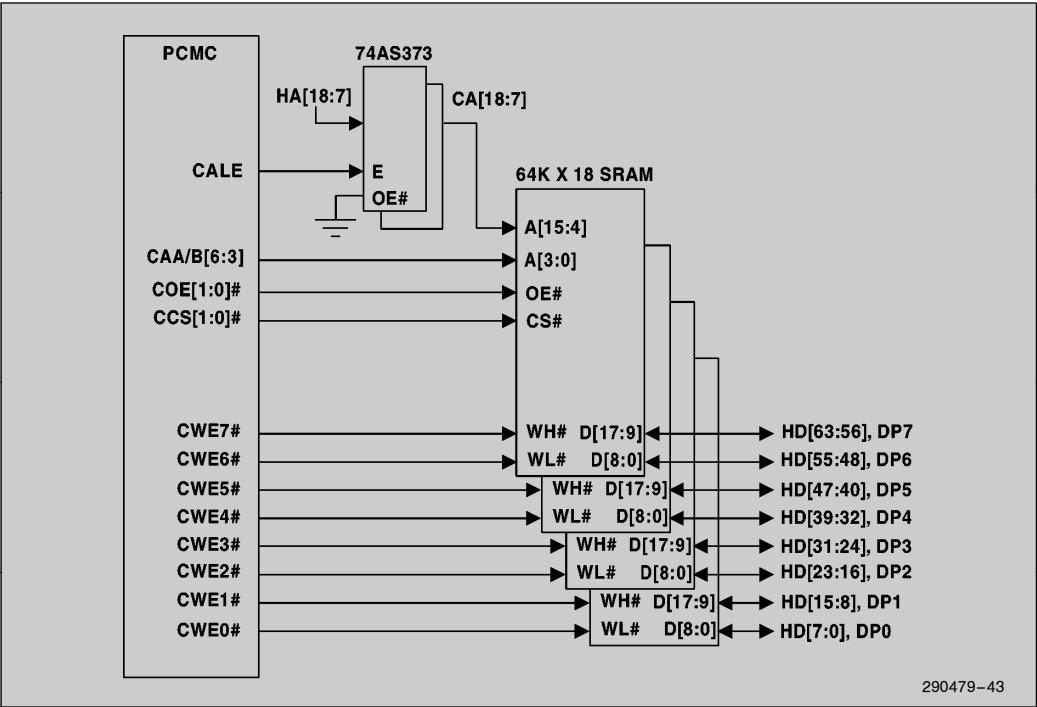 PCMC
74AS373
HA[18:7]
CA[18:7]
CALE
E
OE#
64K X 18 SRAM
A[15:4]
CAA/B[6:3]
A[3:0]
COE[1:0]#
OE#
CCS[1:0]#
CS#
CWE7#
WH# D[17:9]
HD[63:56], DP7
CWE6#
WL# D[8:0]
HD[55:48], DP6
CWE5#
WH# D[17:9]
HD[47:40], DP5
CWE4#
WL# D[8:0]
HD[39:32], DP4
CWE3#
WH# D[17:9]
HD[31:24], DP3
CWE2#
WL# D[8:0]
HD[23:16], DP2
CWE1#
WH# D[17:9]
HD[15:8], DP1
CWE0#
WL# D[8:0]
HD[7:0], DP0
290479-43